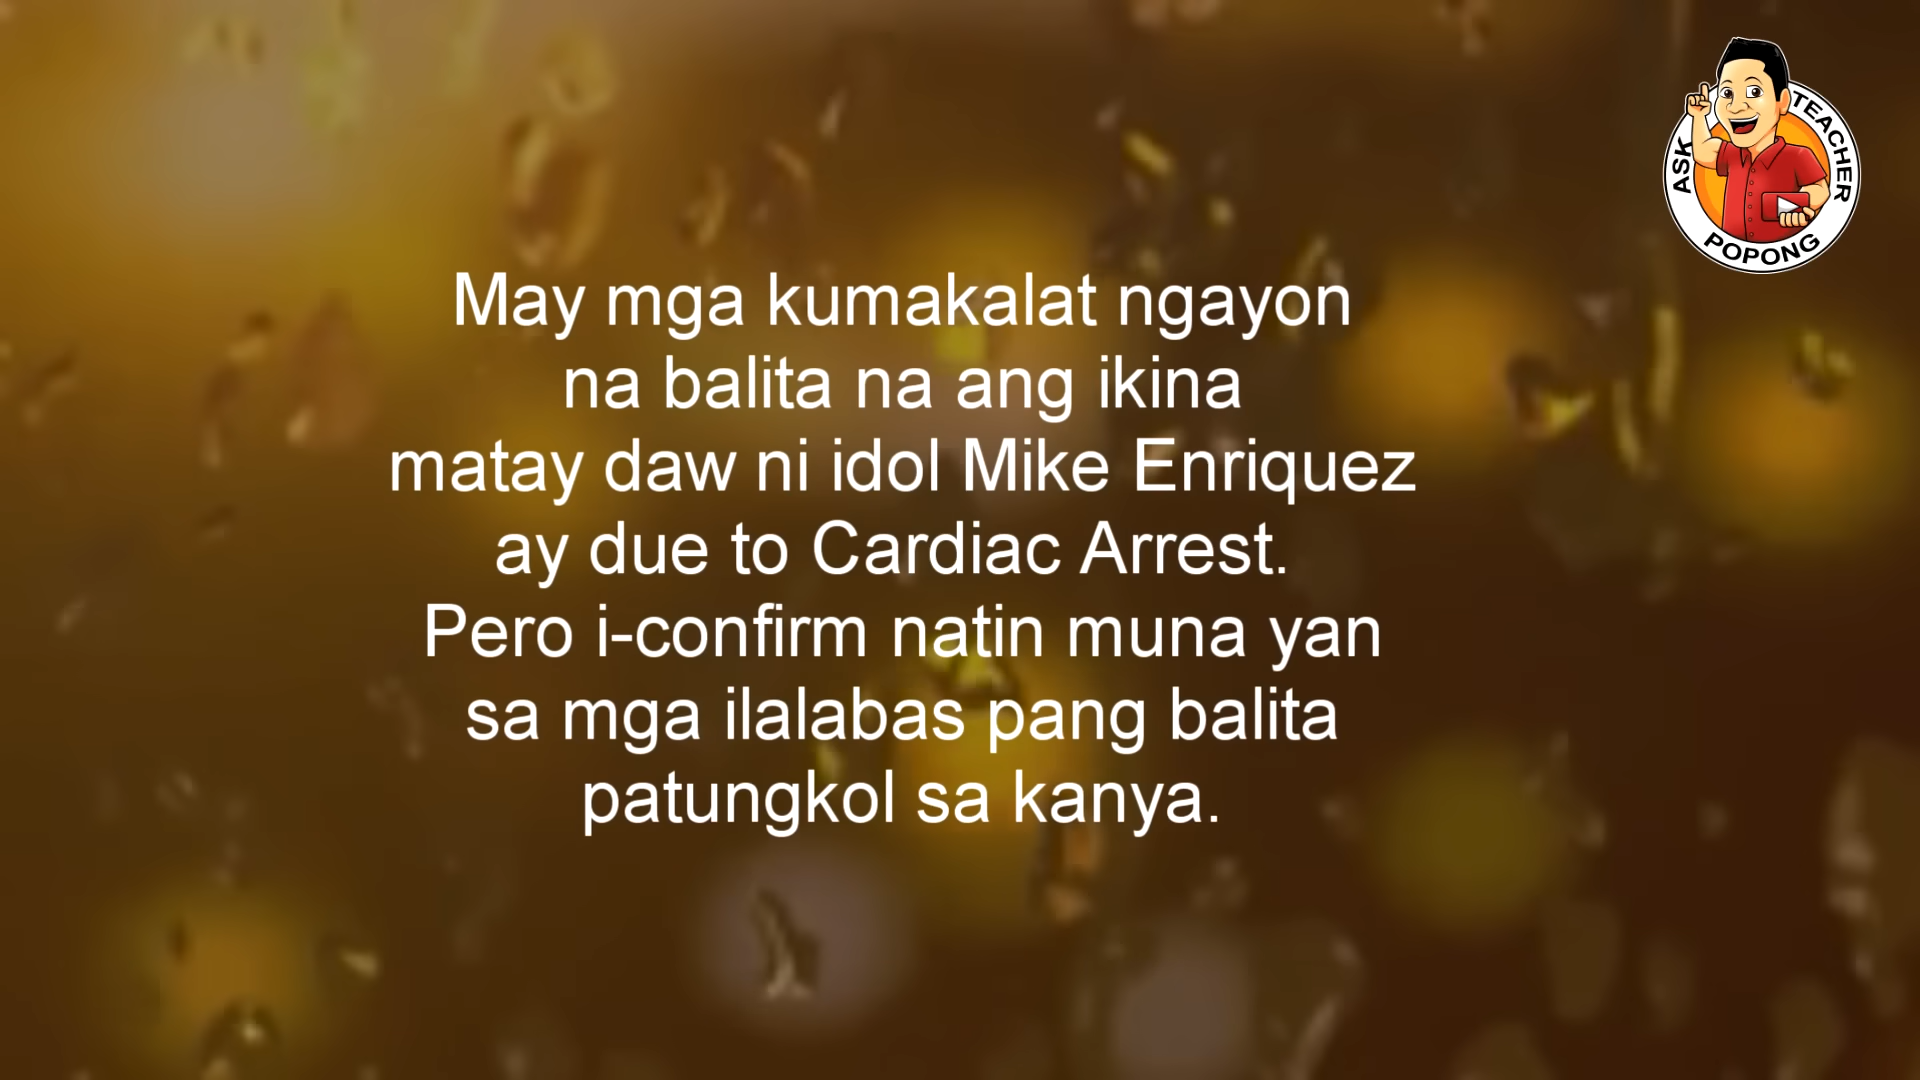 May mga kumakalat ngayon
na balita na ang ikina
matay daw ni idol Mike Enriquez
ay due to Cardiac Arrest.
Pero i-confirm natin muna yan
sa mga ilalabas pang balita
patungkol sa kanya.
ASK TEACHER
POPONG